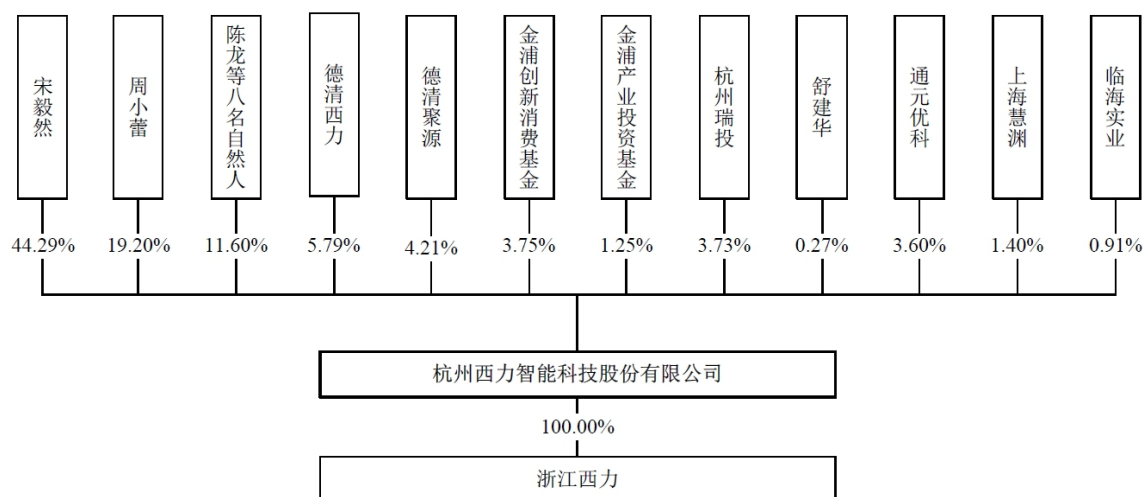 宋毅然
周小蕾
陈龙等八名自然人
德清西力
德清聚源
金浦创新消费基金
金浦产业投资基金
杭州瑞投
舒建华
通元优科
上海慧渊
临海实业
44.29%
19.20%
11.60%
5.79%
4.21%
3.75%
1.25%
3.73%
0.27%
3.60%
1.40%
0.91%
杭州西力智能科技股份有限公司
100.00%
浙江西力